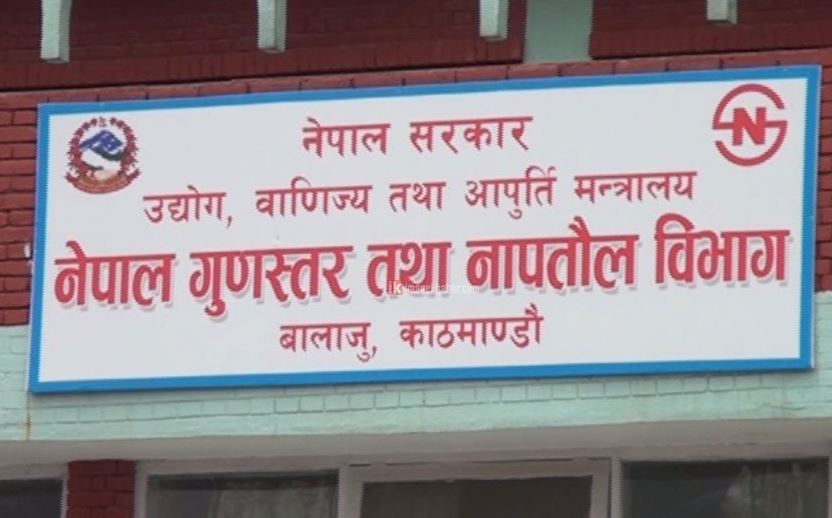 नेपाल सरकार
N
उद्योग, वाणिज्य तथा आपुर्ति मन्त्रालय
नेपाल गुणस्तर तथा नापतौल विभाग
बालाजु, काठमाण्डौ